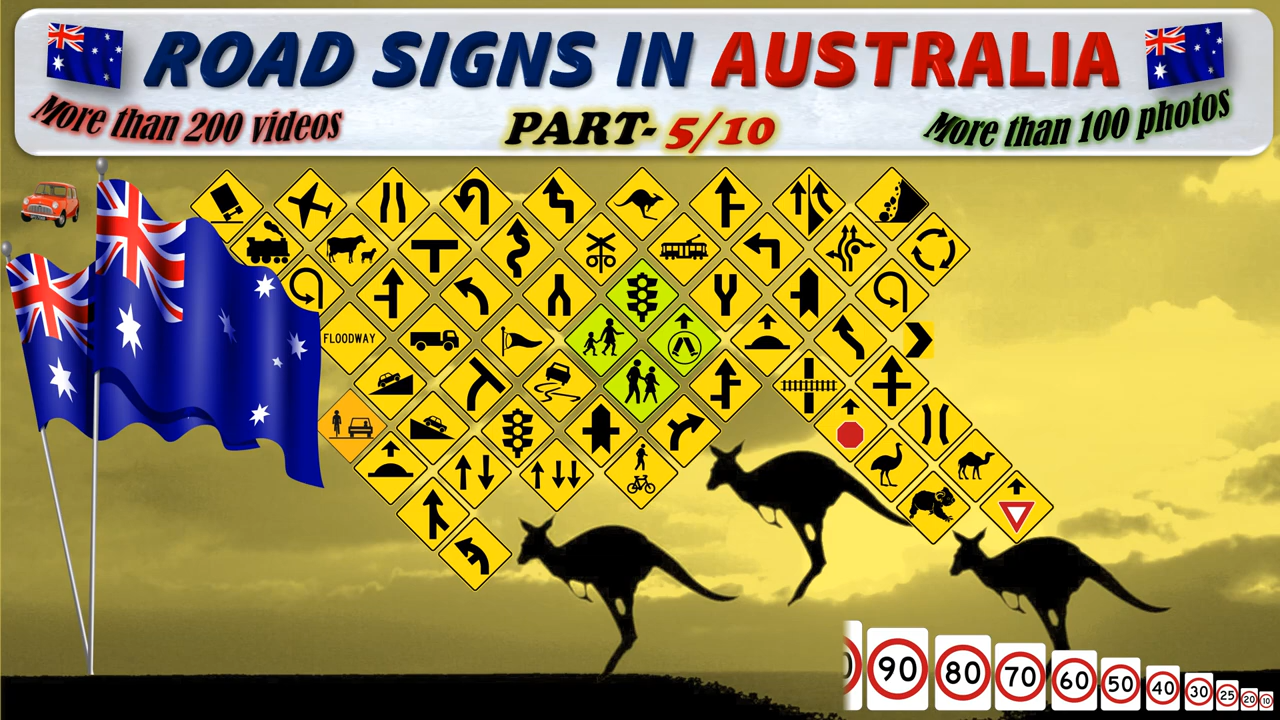 ROAD SIGNS IN AUSTRALIA
More than 200 videos
PART- 5/10
More than 100 photos
FLOODWAY
90
80
70
60
50
40
30
25
20
10